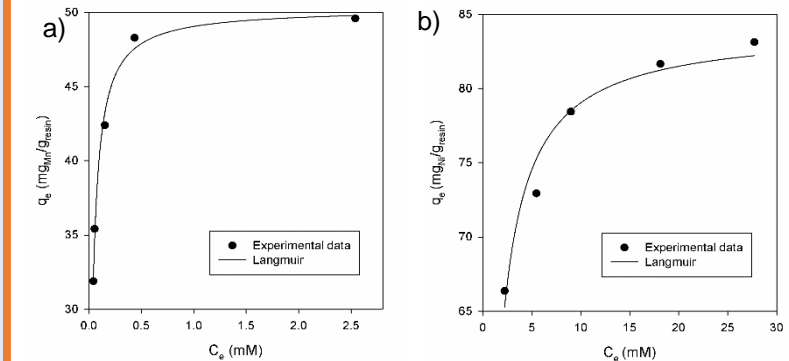 a)
50
45
40
35
30
q_e (mg_Mn/g_resin)
Experimental data
Langmuir
0.0 0.5 1.0 1.5 2.0 2.5
C_e (mM)
b)
85
80
75
70
65
q_e (mg_Ni/g_resin)
Experimental data
Langmuir
0 5 10 15 20 25 30
C_e (mM)